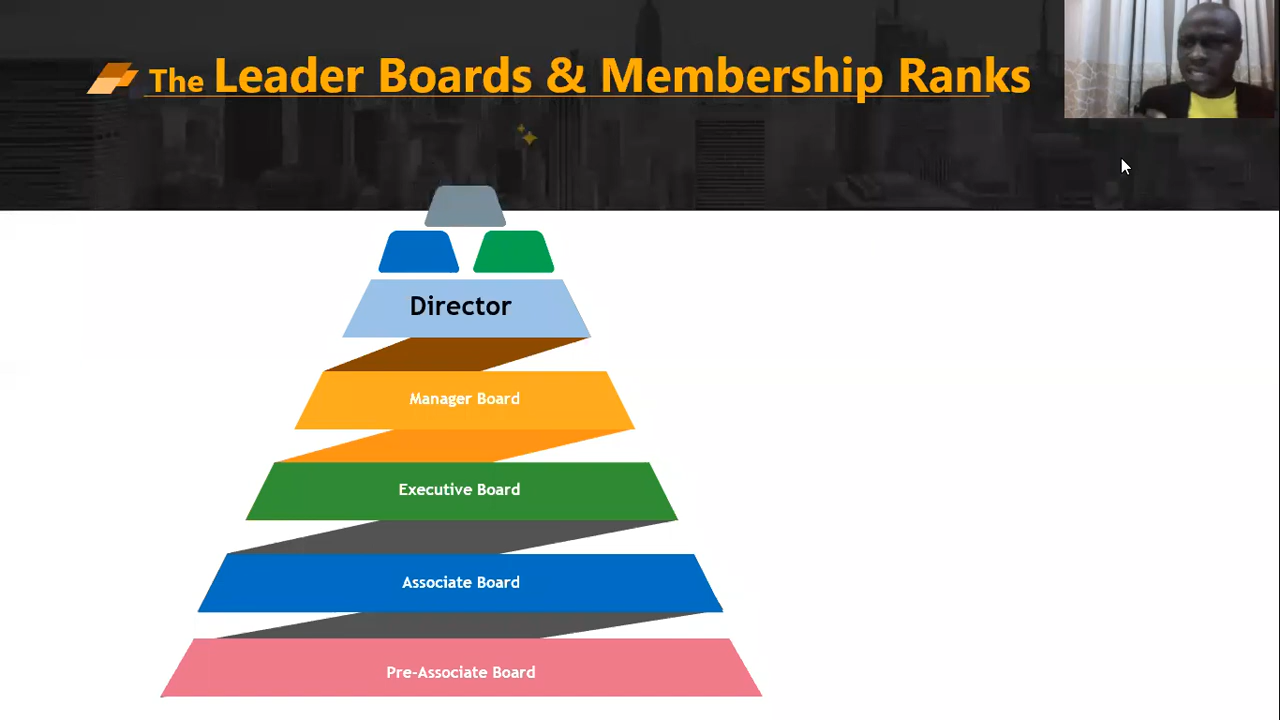 The Leader Boards & Membership Ranks
Director
Manager Board
Executive Board
Associate Board
Pre-Associate Board